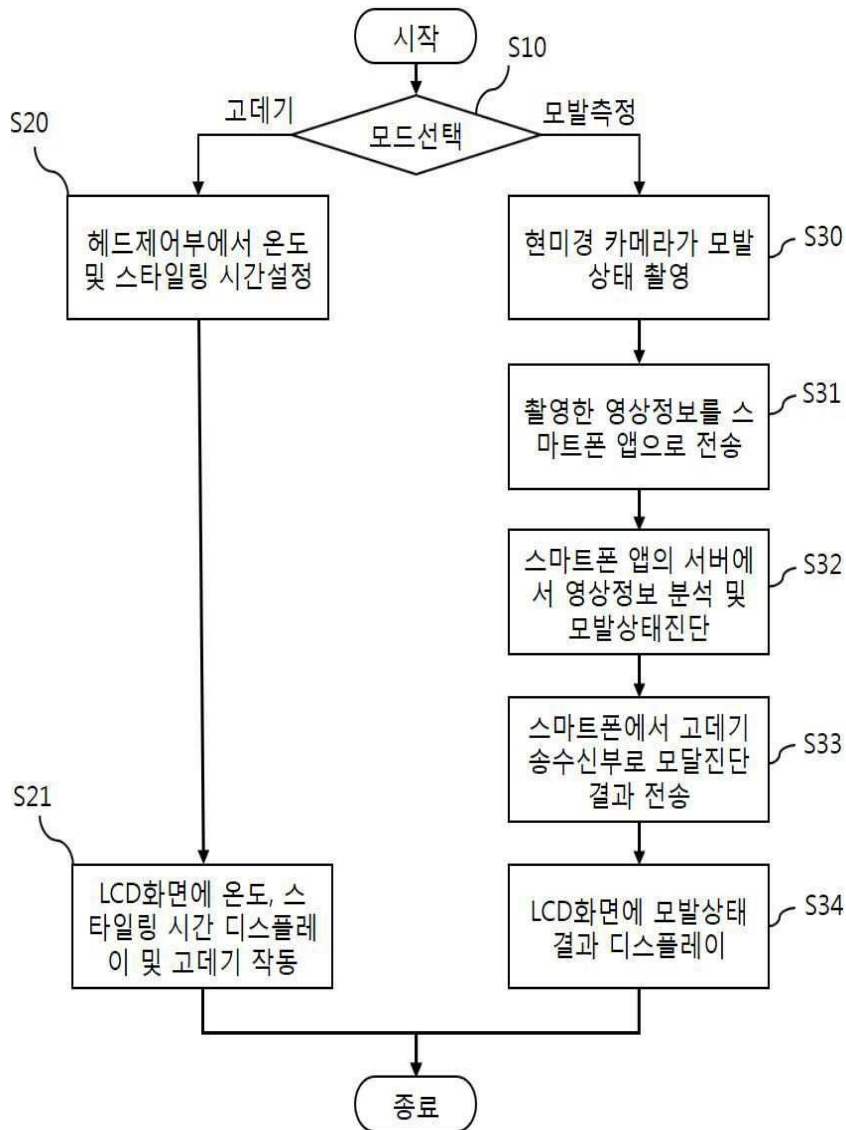 시작
S10
고데기
모드선택
모발측정
S20
헤드제어부에서 온도
및 스타일링 시간설정
현미경 카메라가 모발
상태 촬영
S30
촬영한 영상정보를 스
마트폰 앱으로 전송
S31
스마트폰 앱의 서버에
서 영상정보 분석 및
모발상태진단
S32
스마트폰에서 고데기
송수신부로 모달진단
결과 전송
S33
S21
LCD화면에 온도, 스
타일링 시간 디스플레
이 및 고데기 작동
LCD화면에 모발상태
결과 디스플레이
S34
종료